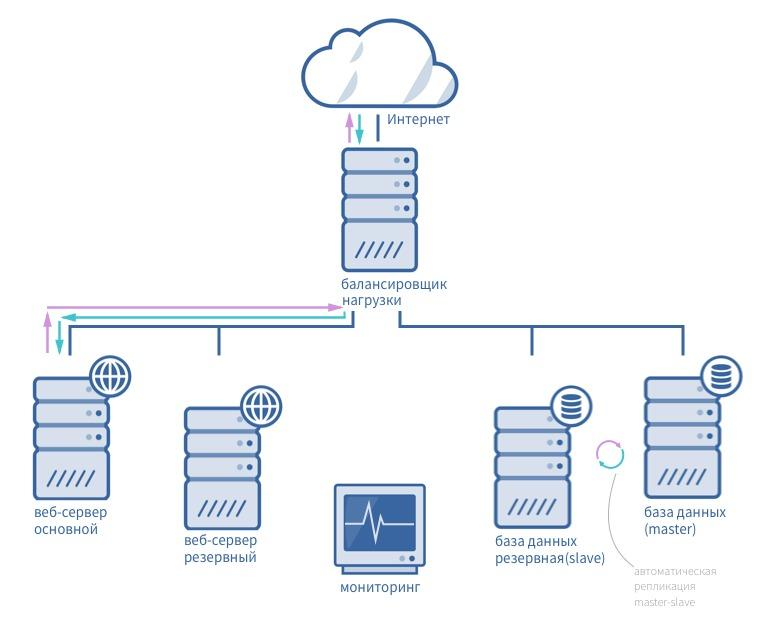 Интернет
балансировщик
нагрузки
веб-сервер
основной
веб-сервер
резервный
мониторинг
база данных
резервная(slave)
база данных
(master)
автоматическая
репликация
master-slave